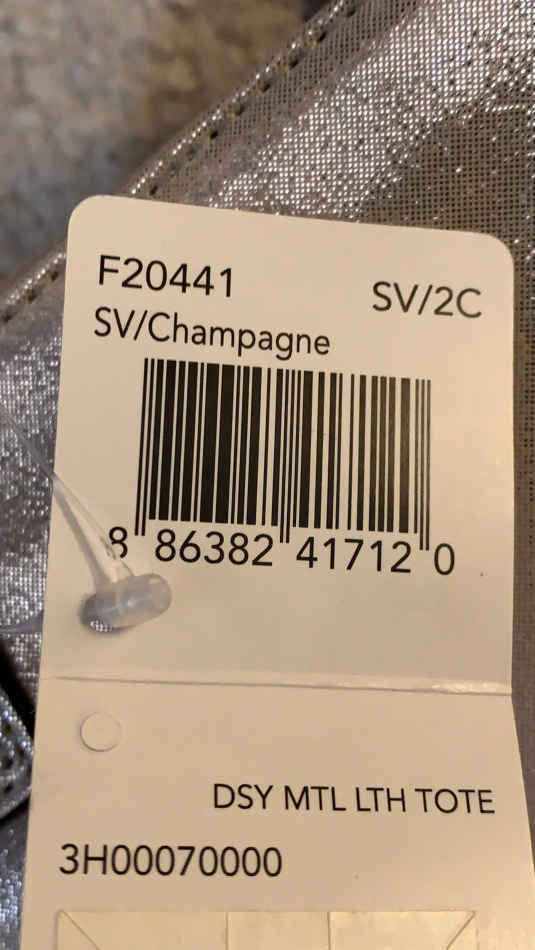 F20441 SV/2C
SV/Champagne
8 86382 41712 0
DSY MTL LTH TOTE
3H00070000